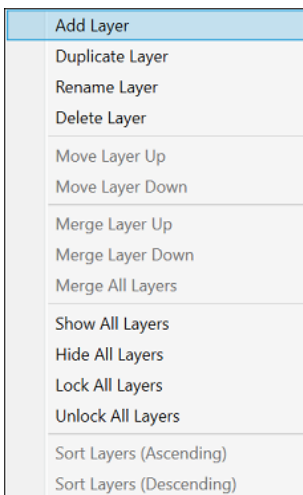 Add Layer
Duplicate Layer
Rename Layer
Delete Layer
Move Layer Up
Move Layer Down
Merge Layer Up
Merge Layer Down
Merge All Layers
Show All Layers
Hide All Layers
Lock All Layers
Unlock All Layers
Sort Layers (Ascending)
Sort Layers (Descending)